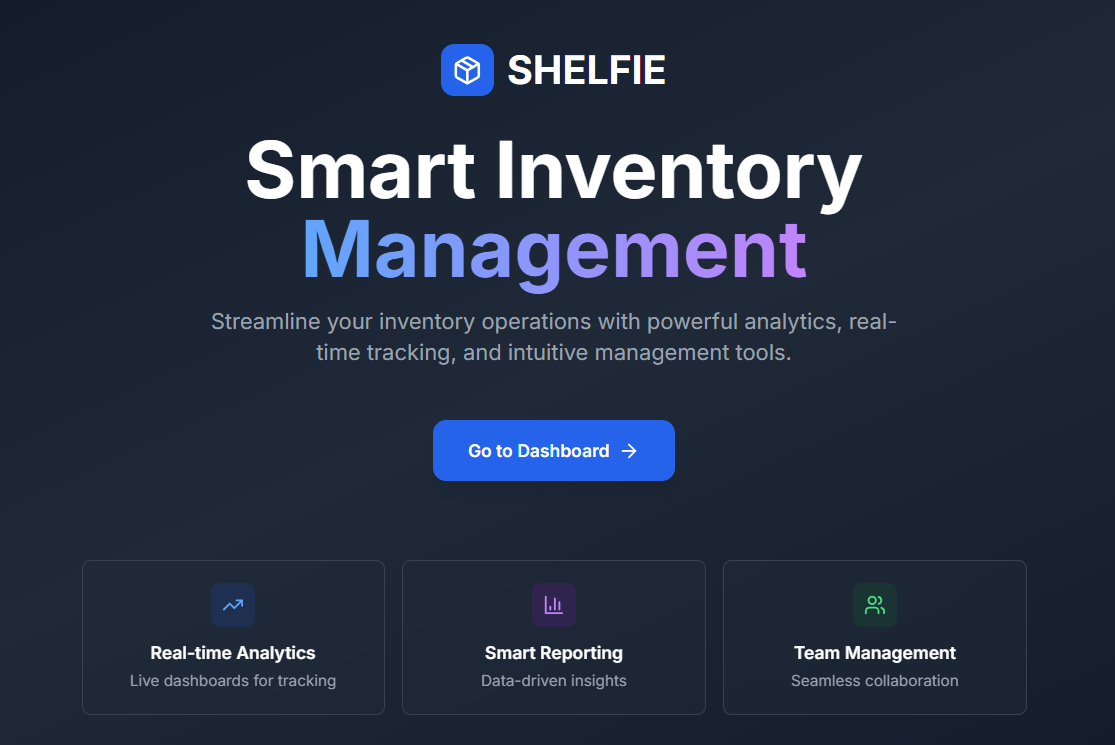 SHELFIE
Smart Inventory
Management
Streamline your inventory operations with powerful analytics, real-
time tracking, and intuitive management tools.
Go to Dashboard
Real-time Analytics
Live dashboards for tracking
Smart Reporting
Data-driven insights
Team Management
Seamless collaboration